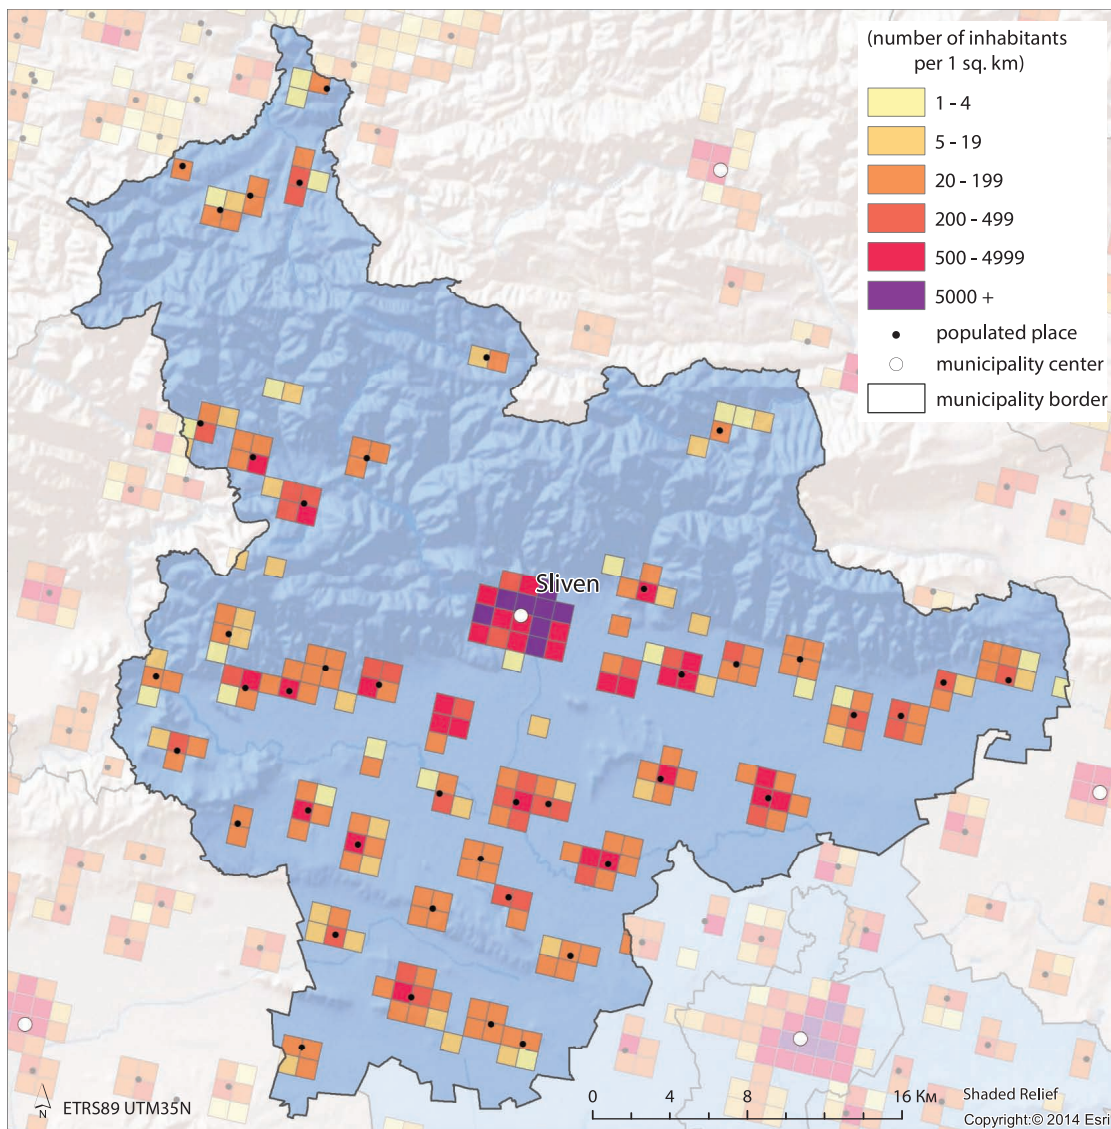 (number of inhabitants
per 1 sq. km)
1 - 4
5 - 19
20 - 199
200 - 499
500 - 4999
5000 +
populated place
municipality center
municipality border
Sliven
N
ETRS89 UTM35N
0 4 8 16 Км
Shaded Relief
Copyright:© 2014 Esri